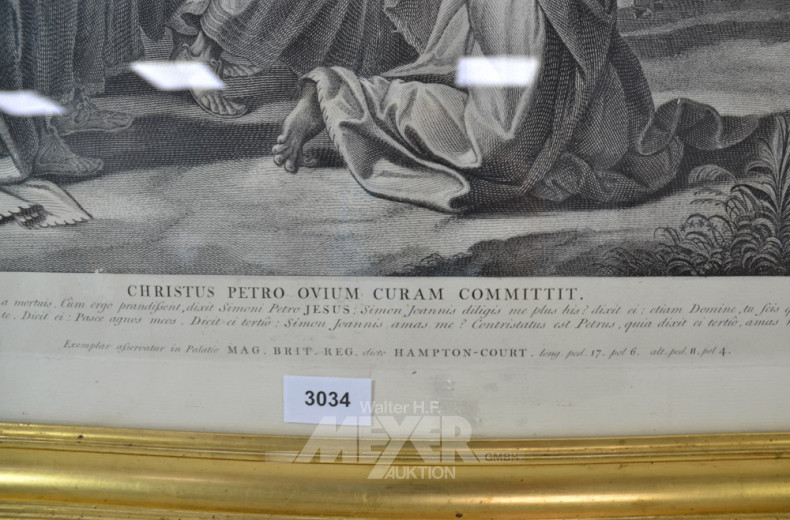 CHRISTUS PETRO OVIUM CURAM COMMITTIT.
a mortuis. Cum ergo prandissent, dixit Simoni Petro JESUS: Simon Joannis diligis me plus his? dixit ei: etiam Domine, tu scis
te. Dicit ei: Pasce agnos meos. Dicit ei tertio: Simon Joannis amas me? Contristatus est Petrus, quia dixit ei tertio, amas
Exemplar asservatur in Palatio MAG. BRIT. REG. dicto HAMPTON-COURT. long. ped. 17. pol 6. alt. ped. 11. pol 4.
3034
Walter H.F.
MEYER
GMBH
AUKTION